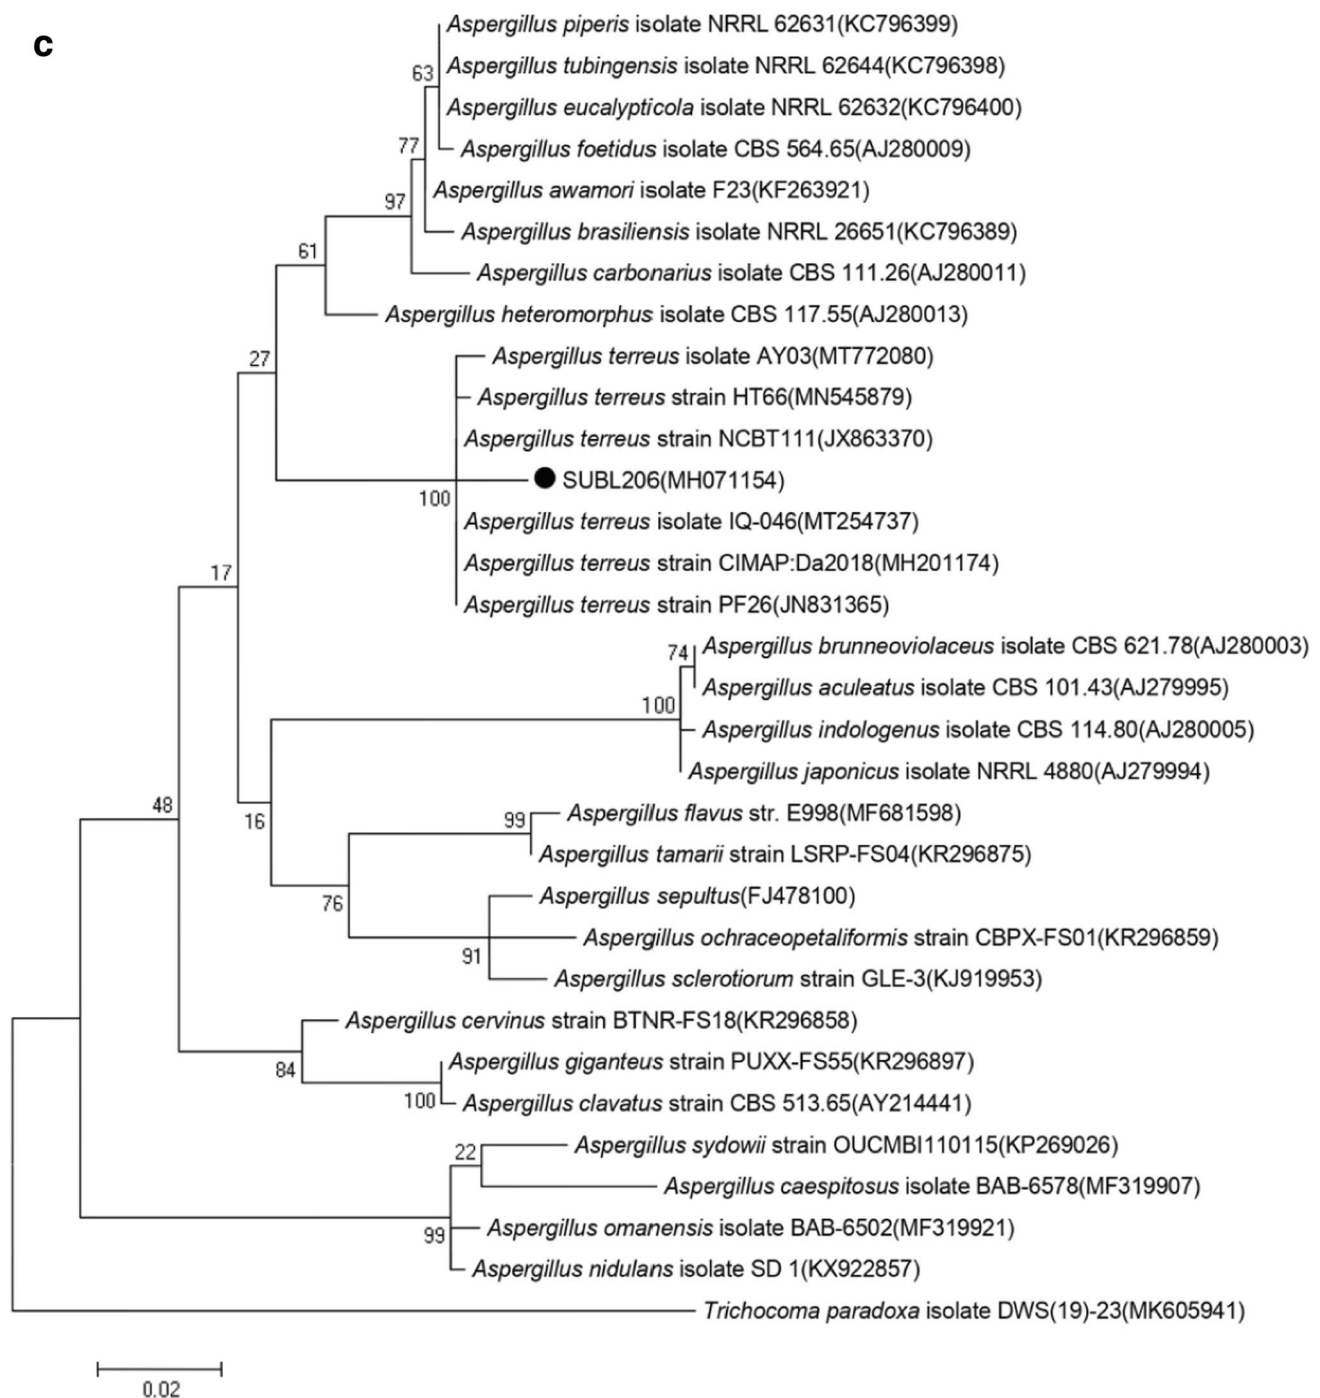 c
Aspergillus piperis isolate NRRL 62631(KC796399)
Aspergillus tubingensis isolate NRRL 62644(KC796398)
63
Aspergillus eucalypticola isolate NRRL 62632(KC796400)
77
Aspergillus foetidus isolate CBS 564.65(AJ280009)
Aspergillus awamori isolate F23(KF263921)
97
Aspergillus brasiliensis isolate NRRL 26651(KC796389)
61
Aspergillus carbonarius isolate CBS 111.26(AJ280011)
Aspergillus heteromorphus isolate CBS 117.55(AJ280013)
27
Aspergillus terreus isolate AY03(MT772080)
Aspergillus terreus strain HT66(MN545879)
Aspergillus terreus strain NCBT111(JX863370)
SUBL206(MH071154)
100
Aspergillus terreus isolate IQ-046(MT254737)
Aspergillus terreus strain CIMAP:Da2018(MH201174)
17
Aspergillus terreus strain PF26(JN831365)
Aspergillus brunneoviolaceus isolate CBS 621.78(AJ280003)
74
Aspergillus aculeatus isolate CBS 101.43(AJ279995)
100
Aspergillus indologenus isolate CBS 114.80(AJ280005)
Aspergillus japonicus isolate NRRL 4880(AJ279994)
48
16
Aspergillus flavus str. E998(MF681598)
99
Aspergillus tamarii strain LSRP-FS04(KR296875)
Aspergillus sepultus(FJ478100)
76
Aspergillus ochraceopetaliformis strain CBPX-FS01(KR296859)
91
Aspergillus sclerotiorum strain GLE-3(KJ919953)
Aspergillus cervinus strain BTNR-FS18(KR296858)
84
Aspergillus giganteus strain PUXX-FS55(KR296897)
100
Aspergillus clavatus strain CBS 513.65(AY214441)
Aspergillus sydowii strain OUCMBI110115(KP269026)
22
Aspergillus caespitosus isolate BAB-6578(MF319907)
Aspergillus omanensis isolate BAB-6502(MF319921)
99
Aspergillus nidulans isolate SD 1(KX922857)
Trichocoma paradoxa isolate DWS(19)-23(MK605941)
0.02